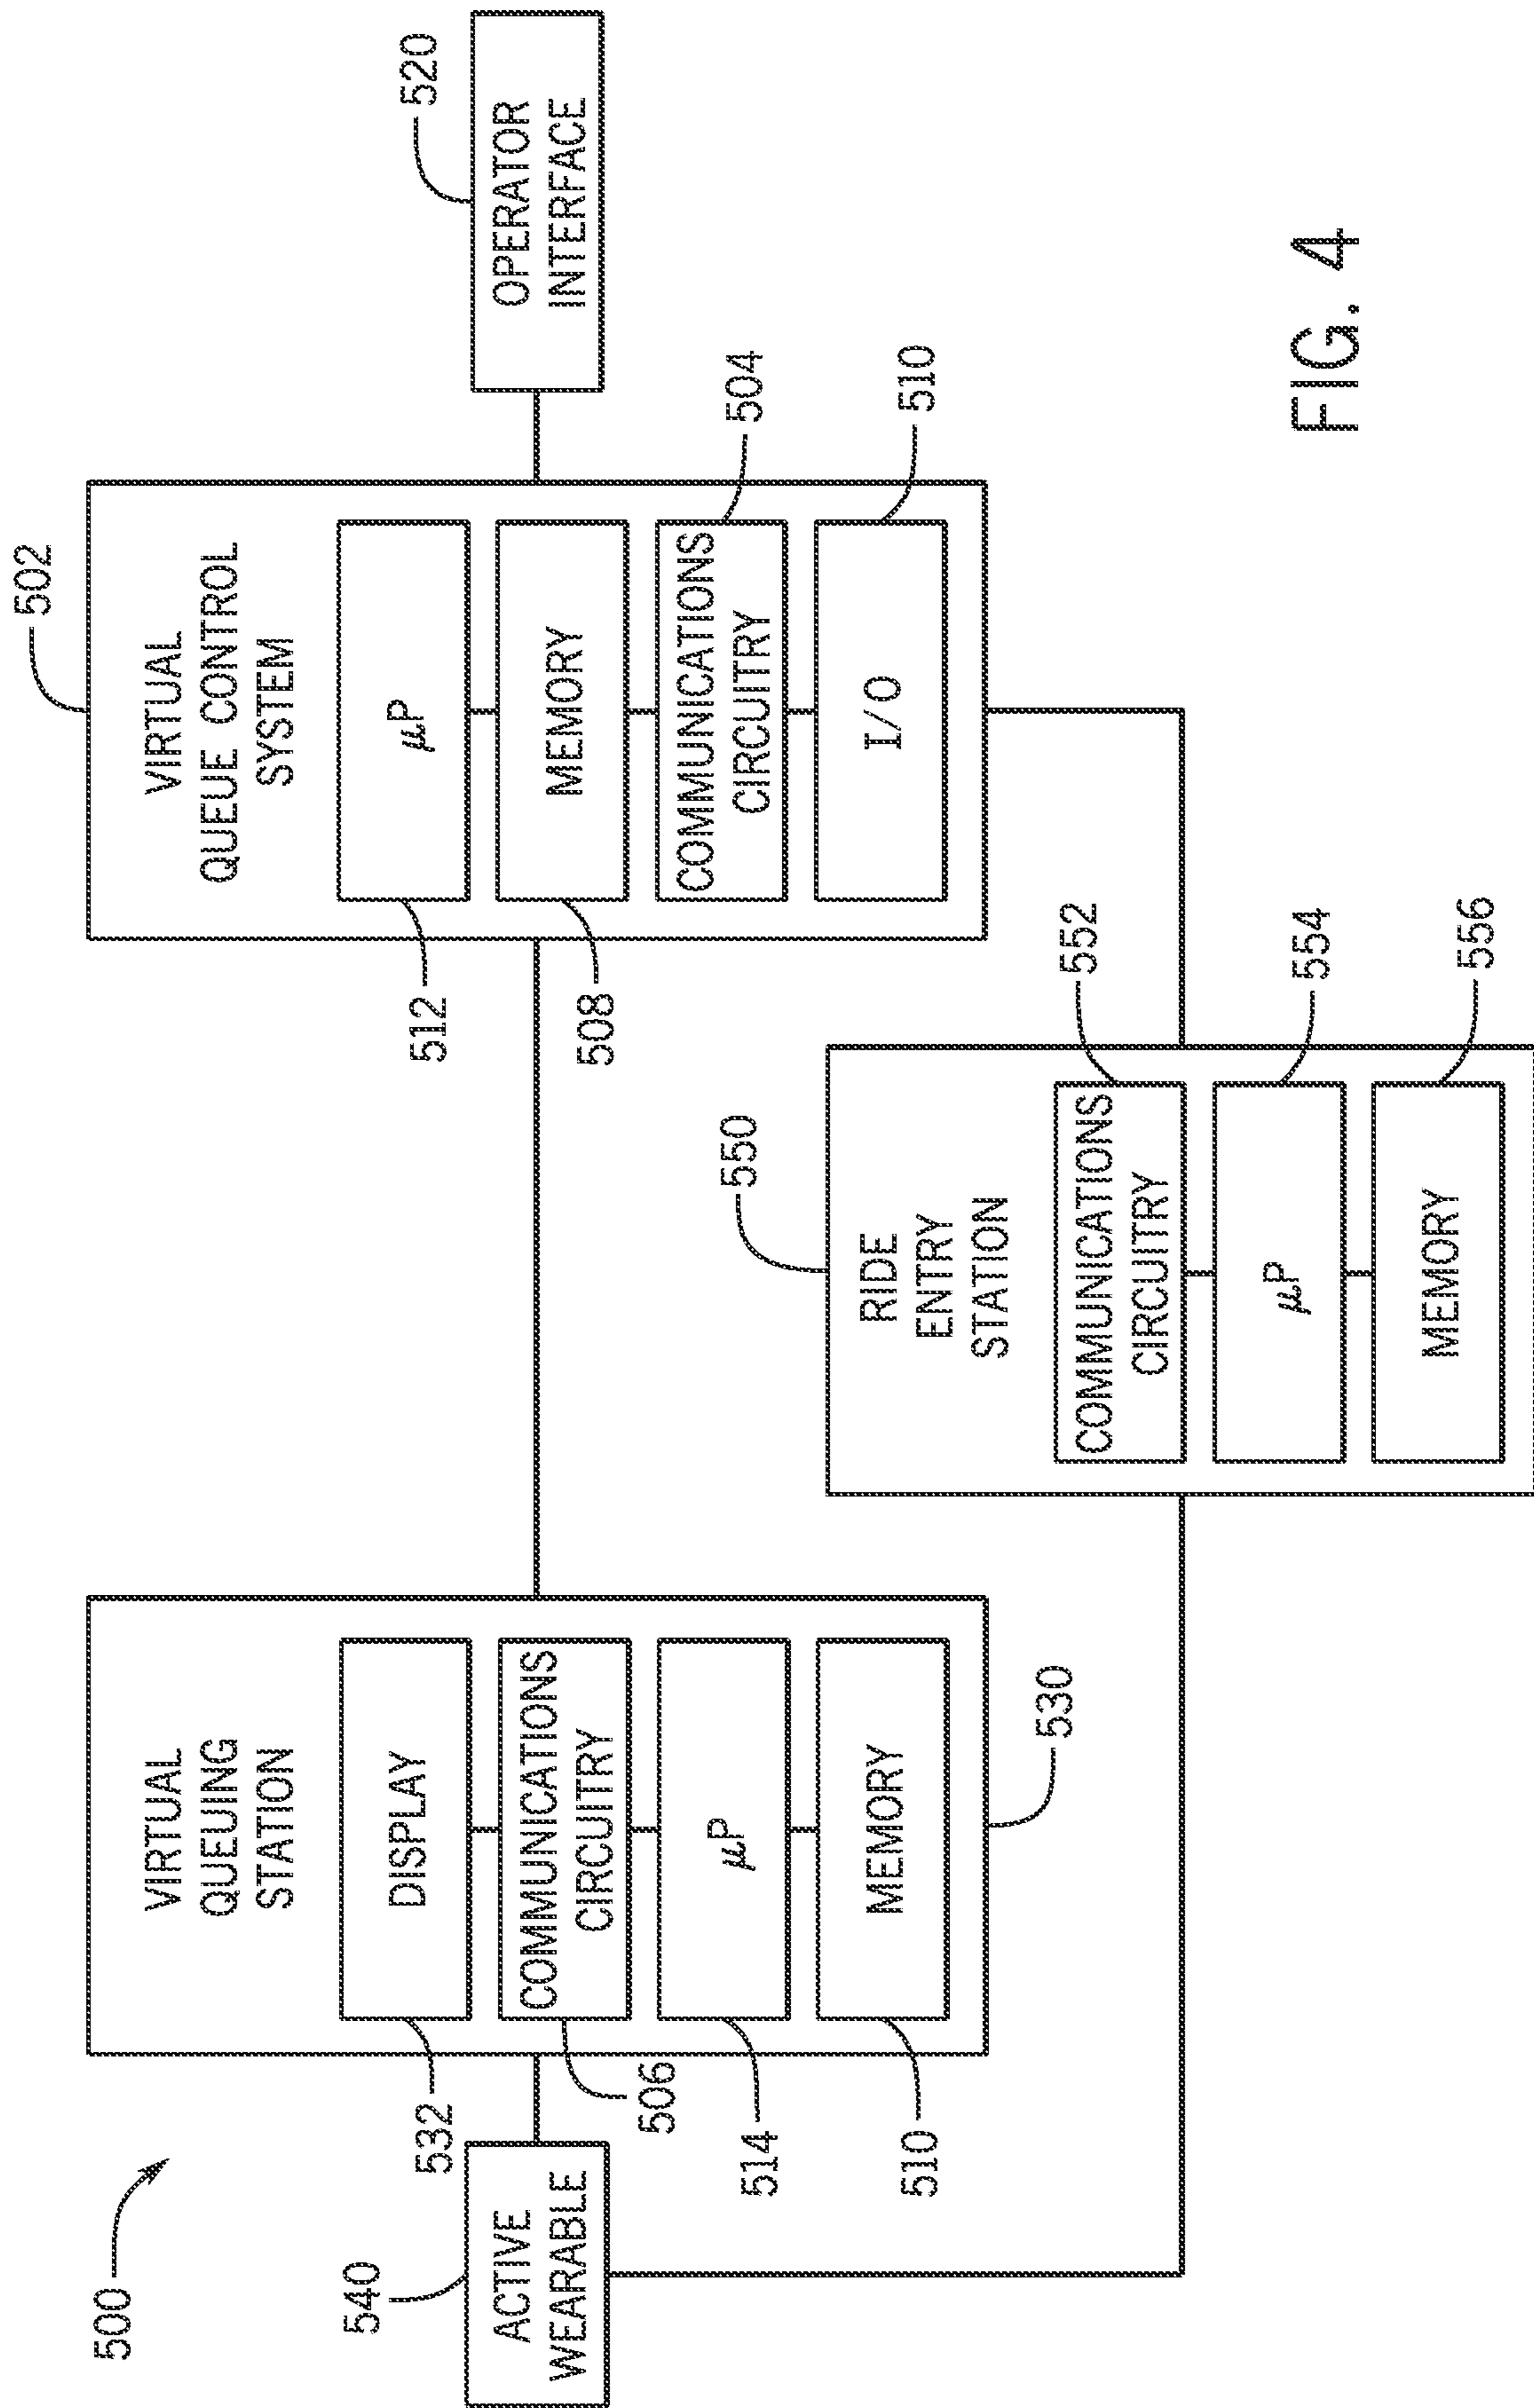 500
540
ACTIVE
WEARABLE
VIRTUAL
QUEUING
STATION
DISPLAY
532
COMMUNICATIONS
CIRCUITRY
506
µP
514
MEMORY
510
530
VIRTUAL
QUEUE CONTROL
SYSTEM
502
µP
512
MEMORY
508
COMMUNICATIONS
CIRCUITRY
504
I/O
510
OPERATOR
INTERFACE
520
RIDE
ENTRY
STATION
550
COMMUNICATIONS
CIRCUITRY
552
µP
554
MEMORY
556
FIG. 4